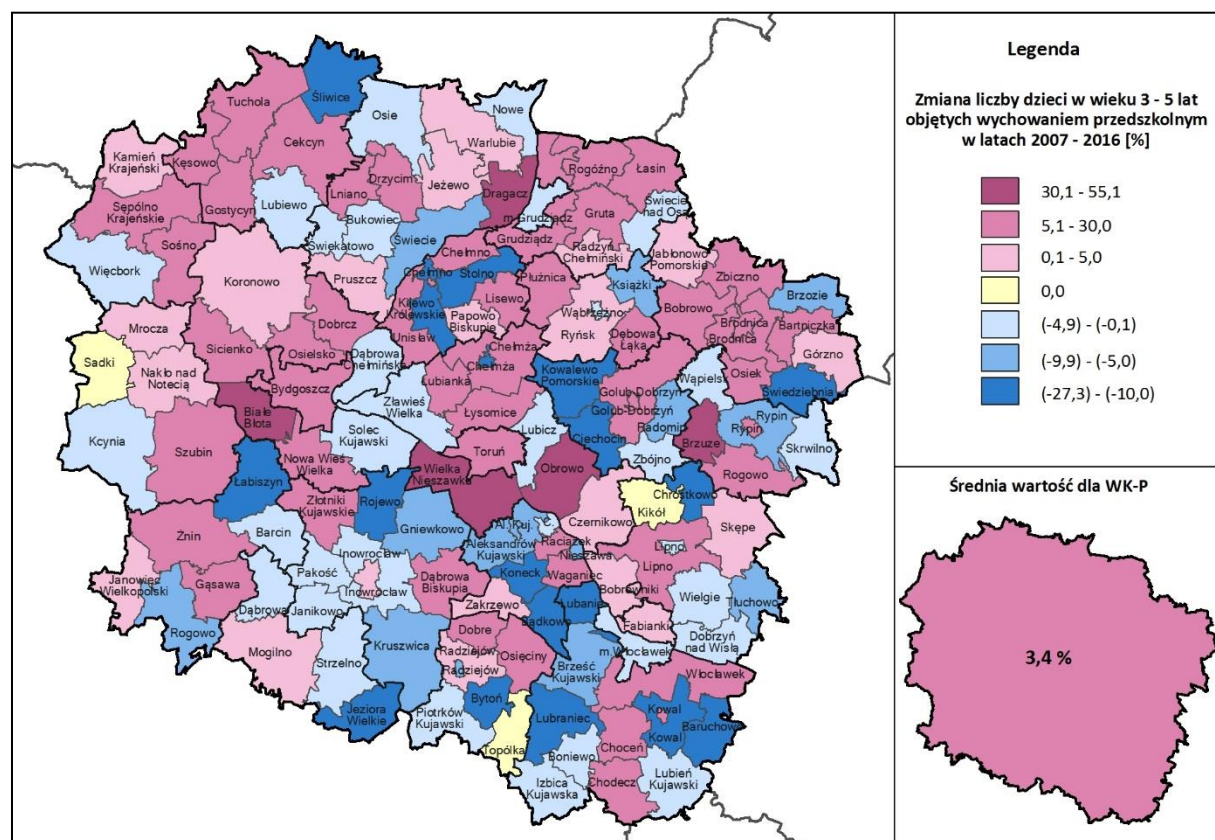 Legenda
Zmiana liczby dzieci w wieku 3 - 5 lat
objętych wychowaniem przedszkolnym
w latach 2007 - 2016 [%]
30,1 - 55,1
5,1 - 30,0
0,1 - 5,0
0,0
(-4,9) - (-0,1)
(-9,9) - (-5,0)
(-27,3) - (-10,0)
Średnia wartość dla WK-P
3,4 %
Śliwice
Tuchola
Osie
Nowe
Cekcyn
Warlubie
Kamień
Krajeński
Kęsowo
Rogóźno
Łasin
Drzycim
Jeżewo
Lniano
Dragacz
Sępólno
Krajeńskie
Gostycyn
Lubiewo
Bukowiec
m.Grudziądz
Gruta
Świecie
nad Osą
Sośno
Świekatowo
Świecie
Grudziądz
Więcbork
Chełmno
Radzyń
Chełmiński
Jabłonowo
Pomorskie
Zbiczno
Koronowo
Pruszcz
Chełmno
Stolno
Płużnica
Książki
Brzozie
Kijewo
Królewskie
Lisewo
Wąbrzeźno
Bobrowo
Papowo
Biskupie
Brodnica
Brodnica
Bartniczka
Mrocza
Dobrcz
Unisław
Ryńsk
Dębowa
Łąka
Górzno
Sicienko
Osielsko
Dąbrowa
Chełmińska
Chełmża
Chełmża
Sadki
Nakło nad
Notecią
Kowalewo
Pomorskie
Wąpielsk
Osiek
Świedziebnia
Bydgoszcz
Łubianka
Golub-Dobrzyń
Golub-Dobrzyń
Białe
Błota
Zławieś
Wielka
Łysomice
Radomin
Rypin
Rypin
Kcynia
Solec
Kujawski
Lubicz
Ciechocin
Brzuze
Skrwilno
Szubin
Nowa Wieś
Wielka
Wielka
Nieszawka
Toruń
Zbójno
Obrowo
Rogowo
Łabiszyn
Złotniki
Kujawskie
Rojewo
Kikół
Chrostkowo
Gniewkowo
Czernikowo
Żnin
Barcin
Al. Kuj.
C.
Skępe
Inowrocław
Aleksandrów
Kujawski
Raciążek
Nieszawa
Lipno
Lipno
Janowiec
Wielkopolski
Gąsawa
Pakość
Inowrocław
Dąbrowa
Biskupia
Koneck
Waganiec
Bobrowniki
Wielgie
Tłuchowo
Dąbrowa
Janikowo
Zakrzewo
Lubanie
Bądkowo
Fabianki
Rogowo
Mogilno
Strzelno
Kruszwica
Dobre
Radziejów
Radziejów
Osięciny
m.Włocławek
Dobrzyń
nad Wisłą
Brześć
Kujawski
Włocławek
Jeziora
Wielkie
Piotrków
Kujawski
Bytoń
Lubraniec
Kowal
Kowal
Baruchowo
Topólka
Boniewo
Choceń
Izbica
Kujawska
Chodecz
Lubień
Kujawski